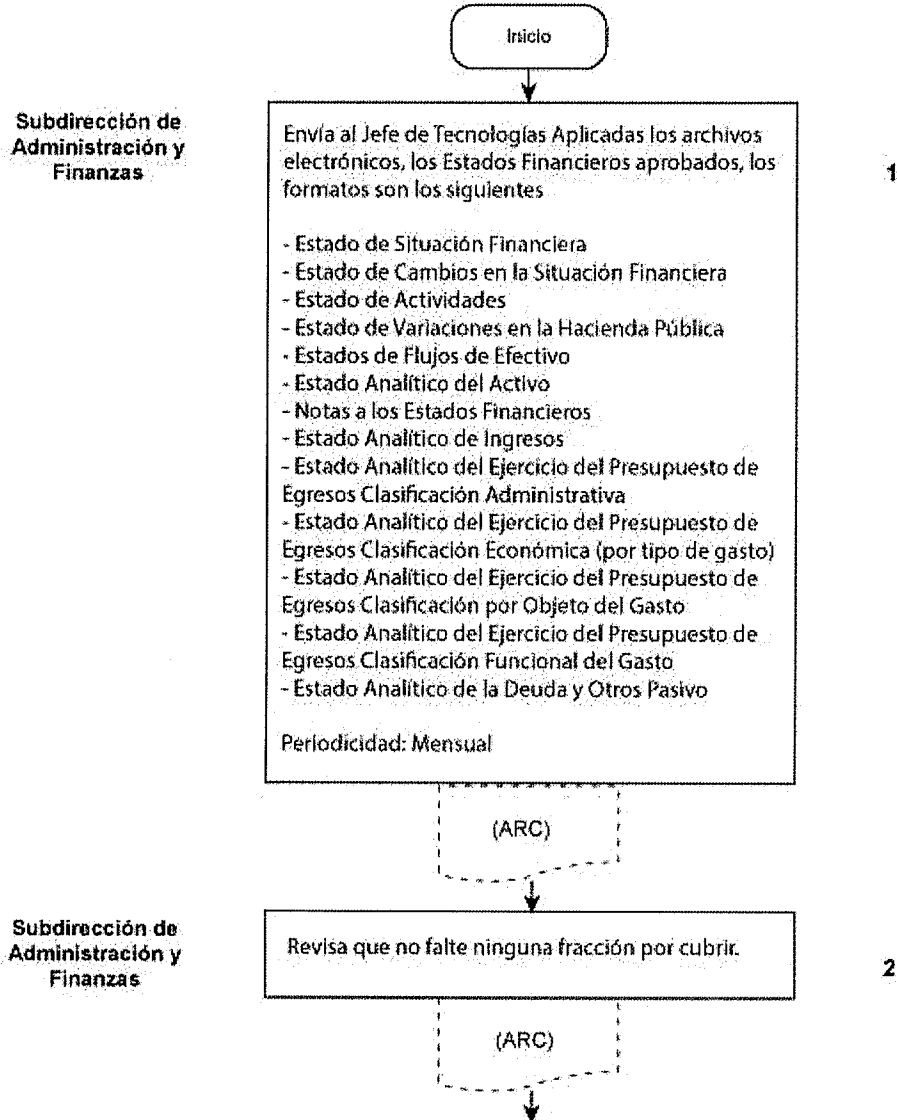 Inicio
Subdirección de
Administración y
Finanzas
Envía al Jefe de Tecnologías Aplicadas los archivos
electrónicos, los Estados Financieros aprobados, los
formatos son los siguientes
- Estado de Situación Financiera
- Estado de Cambios en la Situación Financiera
- Estado de Actividades
- Estado de Variaciones en la Hacienda Pública
- Estados de Flujos de Efectivo
- Estado Analítico del Activo
- Notas a los Estados Financieros
- Estado Analítico de Ingresos
- Estado Analítico del Ejercicio del Presupuesto de
Egresos Clasificación Administrativa
- Estado Analítico del Ejercicio del Presupuesto de
Egresos Clasificación Económica (por tipo de gasto)
- Estado Analítico del Ejercicio del Presupuesto de
Egresos Clasificación por Objeto del Gasto
- Estado Analítico del Ejercicio del Presupuesto de
Egresos Clasificación Funcional del Gasto
- Estado Analítico de la Deuda y Otros Pasivo
Periodicidad: Mensual
1
(ARC)
Subdirección de
Administración y
Finanzas
Revisa que no falte ninguna fracción por cubrir.
2
(ARC)